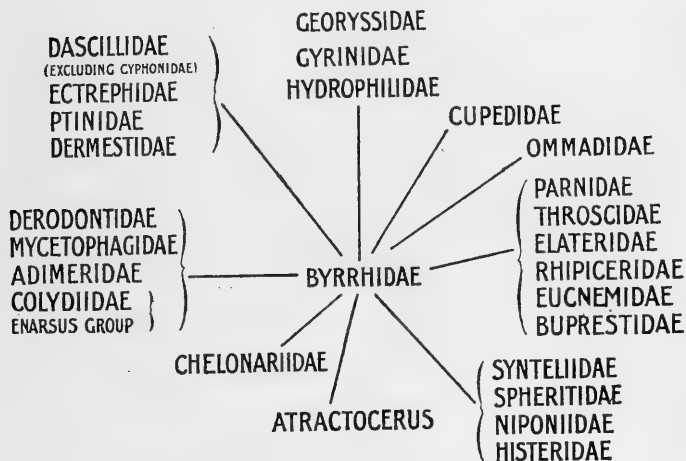 GEORYSSIDAE
GYRINIDAE
HYDROPHILIDAE
DASCILLIDAE
(EXCLUDING CYPHONIDAE)
ECTREPHIDAE
PTINIDAE
DERMESTIDAE
CUPEDIDAE
OMMADIDAE
PARNIDAE
THROSCIDAE
ELATERIDAE
RHIPICERIDAE
EUCNEMIDAE
BUPRESTIDAE
DERODONTIDAE
MYCETOPHAGIDAE
ADIMERIDAE
COLYDIIDAE
ENARSUS GROUP
BYRRHIDAE
CHELONARIIDAE
ATRACTOCERUS
SYNTELIIDAE
SPHERITIDAE
NIPONIIDAE
HISTERIDAE